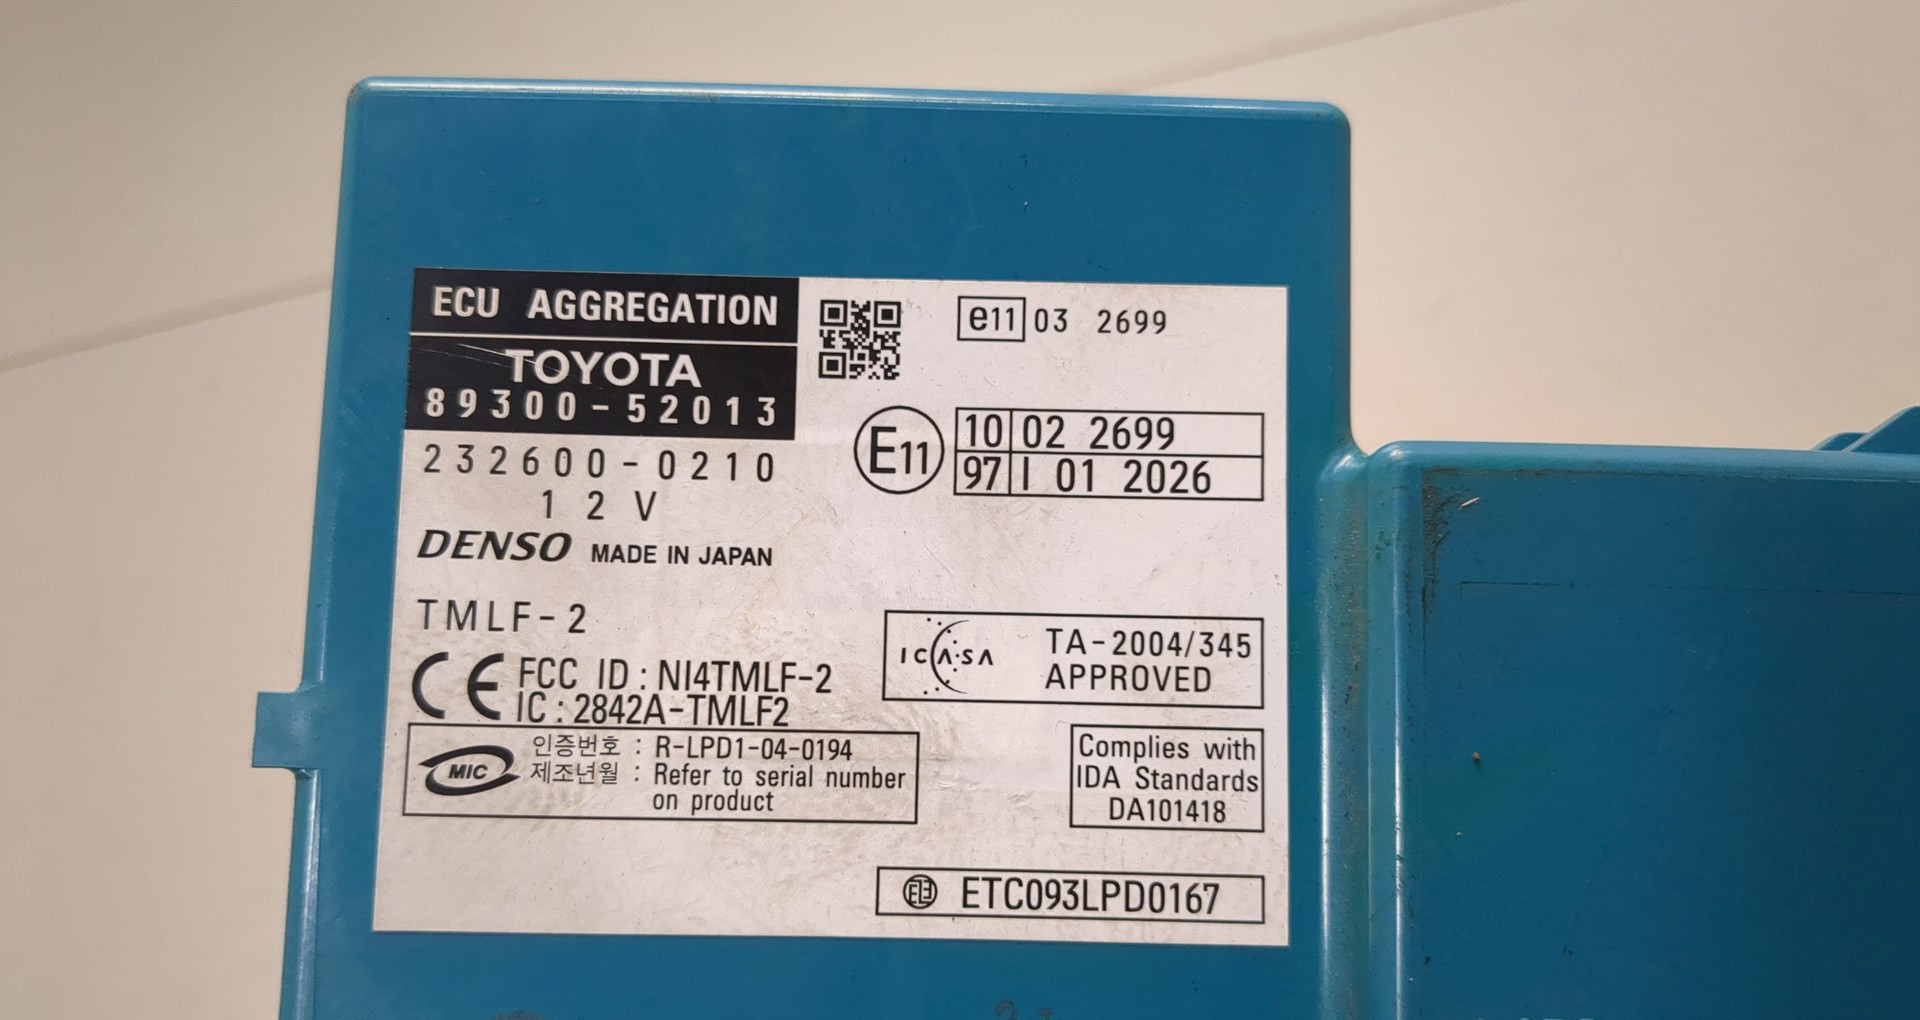 ECU AGGREGATION
TOYOTA
89300-52013
232600-0210
12V
DENSO MADE IN JAPAN
TMLF-2
CE FCC ID : NI4TMLF-2
IC : 2842A-TMLF2
MIC 인증번호 : R-LPD1-04-0194
제조년월 : Refer to serial number
on product
e11 03 2699
E11 10 02 2699
97 I 01 2026
ICASA TA-2004/345
APPROVED
Complies with
IDA Standards
DA101418
ETC093LPD0167